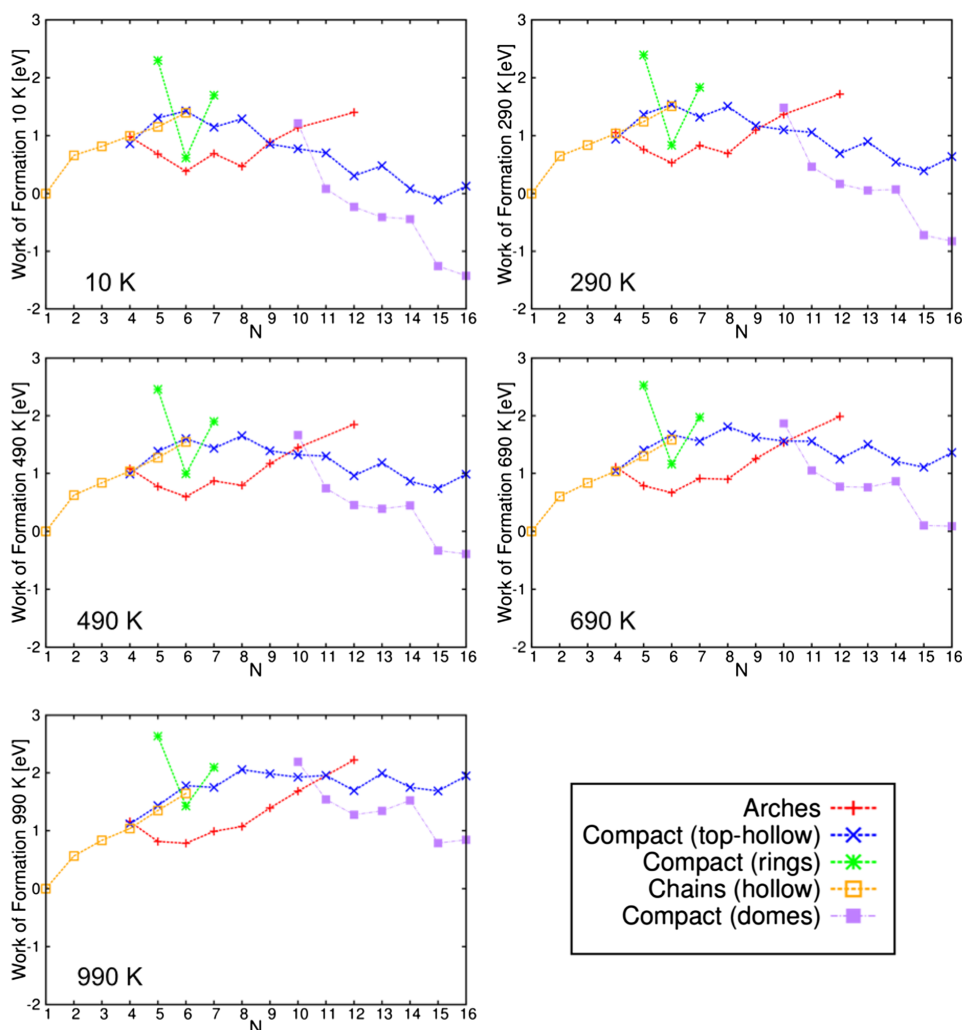 3
2
1
0
-1
-2
Work of Formation 10 K [eV]
10 K
1 2 3 4 5 6 7 8 9 10 11 12 13 14 15 16
N
3
2
1
0
-1
-2
Work of Formation 290 K [eV]
290 K
1 2 3 4 5 6 7 8 9 10 11 12 13 14 15 16
N
3
2
1
0
-1
-2
Work of Formation 490 K [eV]
490 K
1 2 3 4 5 6 7 8 9 10 11 12 13 14 15 16
N
3
2
1
0
-1
-2
Work of Formation 690 K [eV]
690 K
1 2 3 4 5 6 7 8 9 10 11 12 13 14 15 16
N
3
2
1
0
-1
-2
Work of Formation 990 K [eV]
990 K
1 2 3 4 5 6 7 8 9 10 11 12 13 14 15 16
N
Arches
Compact (top-hollow)
Compact (rings)
Chains (hollow)
Compact (domes)